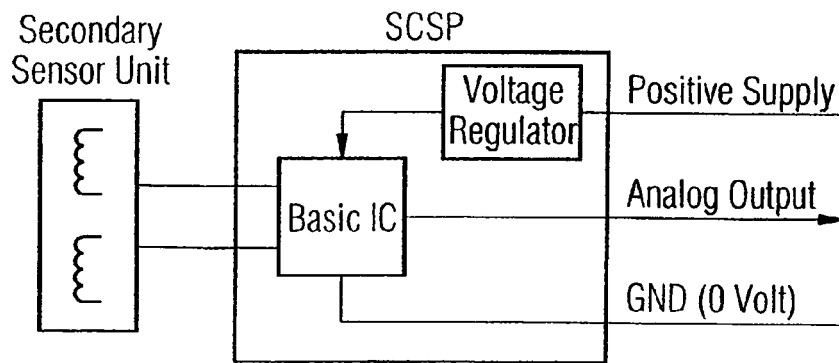 Secondary
Sensor Unit
SCSP
Voltage
Regulator
Positive Supply
Basic IC
Analog Output
GND (0 Volt)